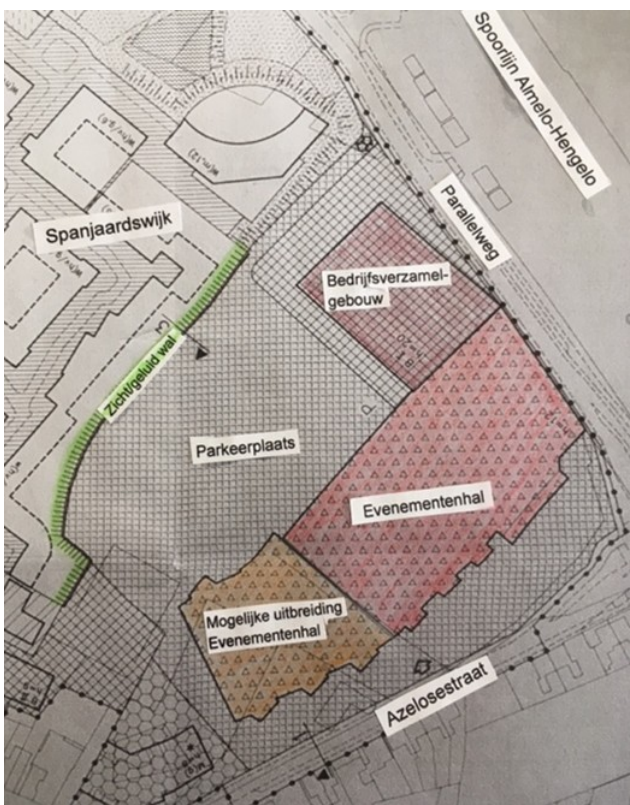 Spoorlijn Almelo-Hengelo
Parallelweg
Spanjaardswijk
Bedrijfsverzamel-
gebouw
Zicht/geluid wal
Parkeerplaats
Evenementenhal
Mogelijke uitbreiding
Evenementenhal
Azelosestraat